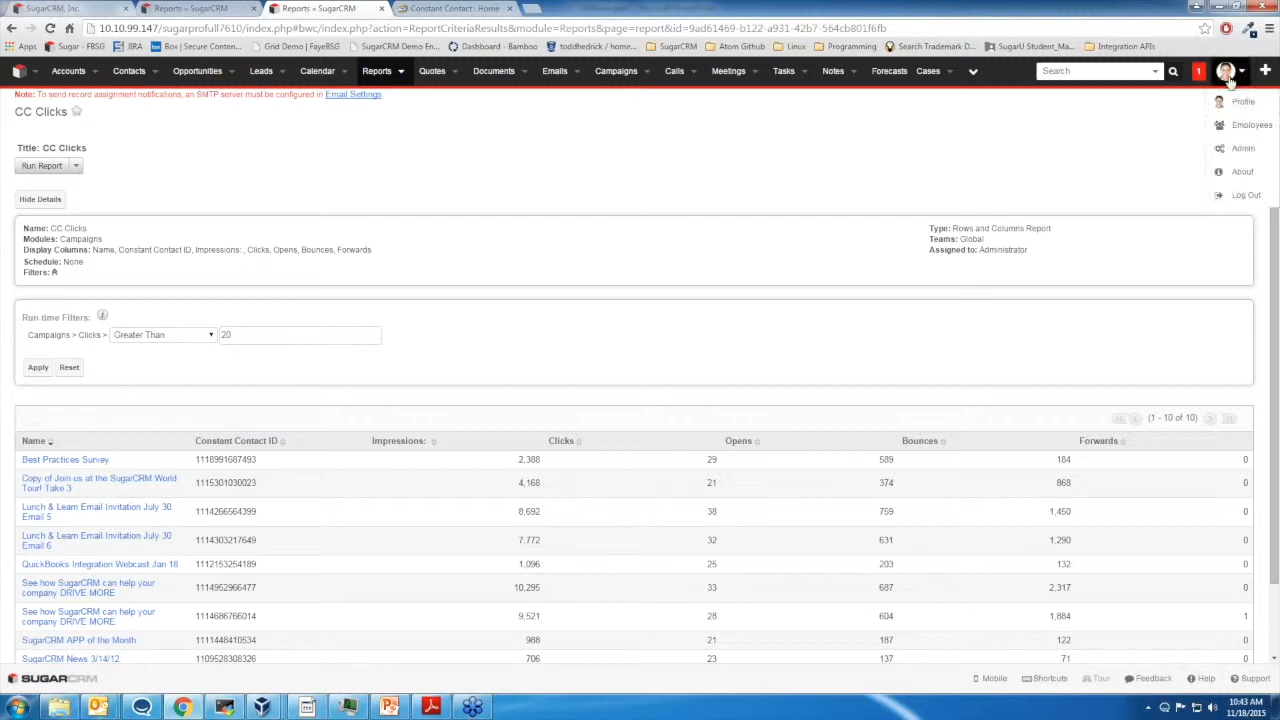 SugarCRM, Inc.
Reports » SugarCRM
Reports » SugarCRM
Constant Contact : Home
10.10.99.147/sugarprofull7610/index.php#bwc/index.php?action=ReportCriteriaResults&module=Reports&page=report&id=9ad61469-b122-a931-42b7-564cb801f6fb
Apps
Sugar - FBSG
JIRA
Box | Secure Conten...
Grid Demo | FayeBSG
SugarCRM Demo En...
Dashboard - Bamboo
toddhedrick / home...
SugarCRM
Atom Github
Linux
Programming
Search Trademark D...
SugarU Student_Ma...
Integration APIs
Accounts
Contacts
Opportunities
Leads
Calendar
Reports
Quotes
Documents
Emails
Campaigns
Calls
Meetings
Tasks
Notes
Forecasts
Cases
Search
1
Note: To send record assignment notifications, an SMTP server must be configured in Email Settings
Profile
CC Clicks
Employees
Title: CC Clicks
Admin
Run Report
About
Hide Details
Log Out
Name: CC Clicks
Type: Rows and Columns Report
Modules: Campaigns
Teams: Global
Display Columns: Name, Constant Contact ID, Impressions: , Clicks, Opens, Bounces, Forwards
Assigned to: Administrator
Schedule: None
Filters:
Run-time Filters: i
Campaigns > Clicks > Greater Than 20
Apply Reset
(1 - 10 of 10)
Name Constant Contact ID Impressions: Clicks Opens Bounces Forwards
Best Practices Survey 1118991687493 2,388 29 589 184 0
Copy of Join us at the SugarCRM World
Tour! Take 3 1115301030023 4,168 21 374 868 0
Lunch & Learn Email Invitation July 30
Email 5 1114266564399 8,692 38 759 1,450 0
Lunch & Learn Email Invitation July 30
Email 6 1114303217649 7,772 32 631 1,290 0
QuickBooks Integration Webcast Jan 18 1112153254189 1,096 25 203 132 0
See how SugarCRM can help your
company DRIVE MORE 1114952966477 10,295 33 687 2,317 0
See how SugarCRM can help your
company DRIVE MORE 1114686766014 9,521 28 604 1,884 1
SugarCRM APP of the Month 1111448410534 988 21 187 122 0
SugarCRM News 3/14/12 1109528308326 706 23 137 71 0
SUGARCRM
Mobile
Shortcuts
Tour
Feedback
Help
Support
10:43 AM
11/18/2015